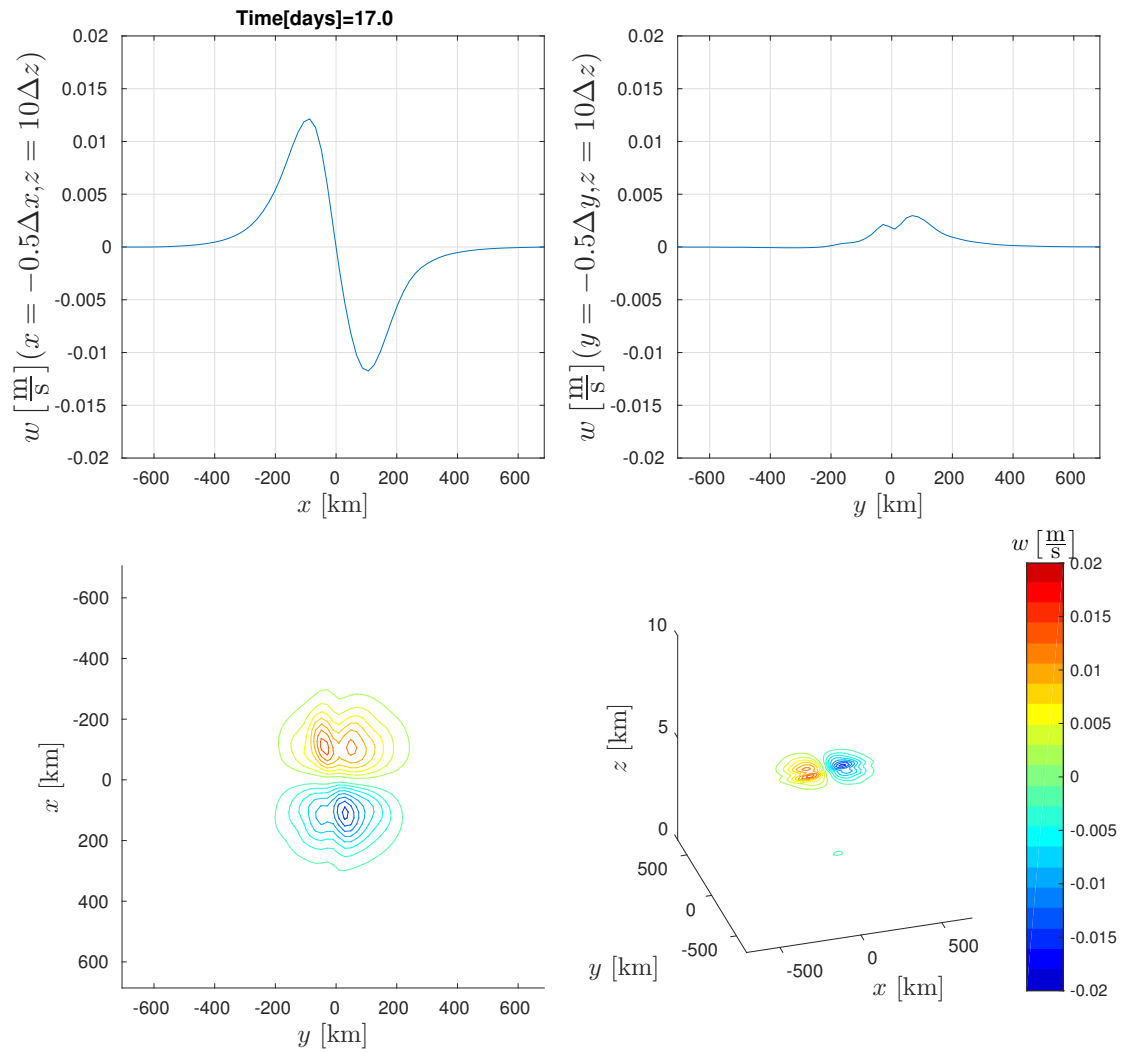 Time[days]=17.0
w [m/s](x = −0.5Δx,z = 10Δz)
0.02
0.015
0.01
0.005
0
-0.005
-0.01
-0.015
-0.02
-600 -400 -200 0 200 400 600
x [km]
w [m/s](y = −0.5Δy,z = 10Δz)
0.02
0.015
0.01
0.005
0
-0.005
-0.01
-0.015
-0.02
-600 -400 -200 0 200 400 600
y [km]
x [km]
-600
-400
-200
0
200
400
600
-600 -400 -200 0 200 400 600
y [km]
z [km]
10
5
0
500
0
-500
y [km]
-500 0 500
x [km]
w [m/s]
0.02
0.015
0.01
0.005
0
-0.005
-0.01
-0.015
-0.02